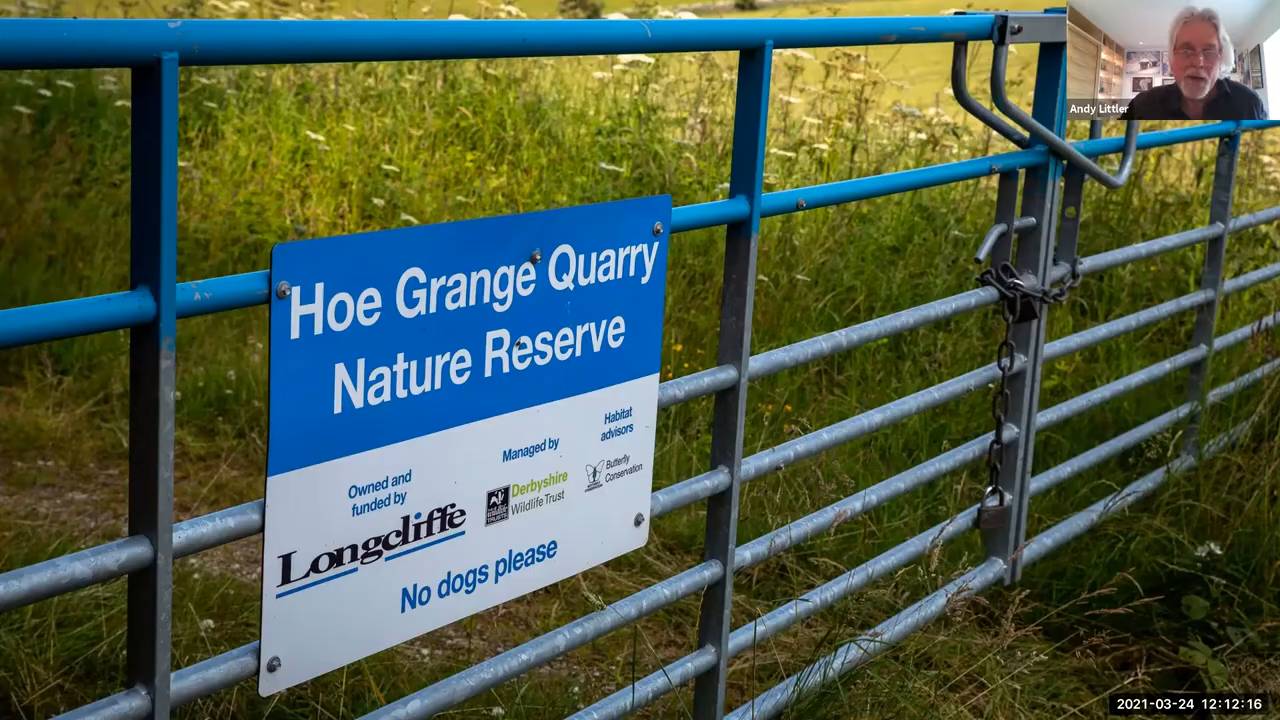 Hoe Grange Quarry
Nature Reserve
Owned and
funded by
Longcliffe
Managed by
Derbyshire
Wildlife Trust
Habitat
advisors
Butterfly
Conservation
No dogs please
Andy Littler
2021-03-24 12:12:16